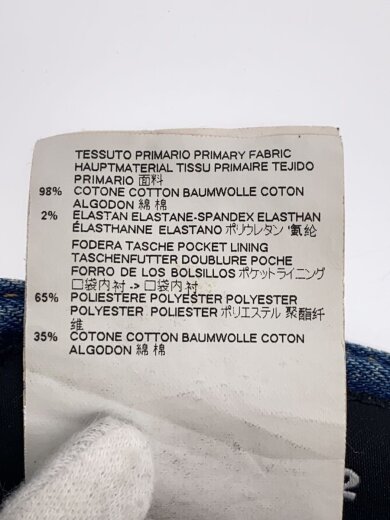 TESSUTO PRIMARIO PRIMARY FABRIC
HAUPTMATERIAL TISSU PRIMAIRE TEJIDO
PRIMARIO 面料
98% COTONE COTTON BAUMWOLLE COTON
ALGODON 綿 棉
2% ELASTAN ELASTANE-SPANDEX ELASTHAN
ÉLASTHANNE ELASTANO ポリウレタン '氨纶
FODERA TASCHE POCKET LINING
TASCHENFUTTER DOUBLURE POCHE
FORRO DE LOS BOLSILLOS ポケットライニング
口袋内衬 -> 口袋内衬
65% POLIESTERE POLYESTER POLYESTER
POLYESTER POLIESTER ポリエステル 聚酯纤
维
35% COTONE COTTON BAUMWOLLE COTON
ALGODON 綿 棉
2